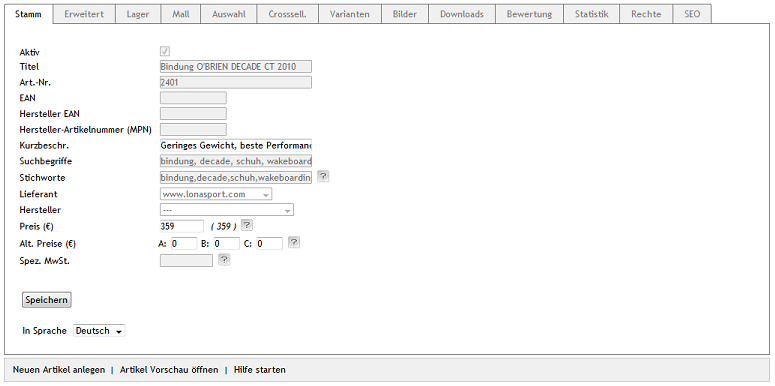 Stamm Erweitert Lager Mall Auswahl Crosssell. Varianten Bilder Downloads Bewertung Statistik Rechte SEO
Aktiv
Titel Bindung O'BRIEN DECADE CT 2010
Art.-Nr. 2401
EAN
Hersteller EAN
Hersteller-Artikelnummer (MPN)
Kurzbeschr. Geringes Gewicht, beste Performan
Suchbegriffe bindung, decade, schuh, wakeboard
Stichworte bindung,decade,schuh,wakeboardin ?
Lieferant www.lonasport.com
Hersteller ---
Preis (€) 359 ( 359 ) ?
Alt. Preise (€) A: 0 B: 0 C: 0 ?
Spez. MwSt. ?
Speichern
In Sprache Deutsch
Neuen Artikel anlegen | Artikel Vorschau öffnen | Hilfe starten